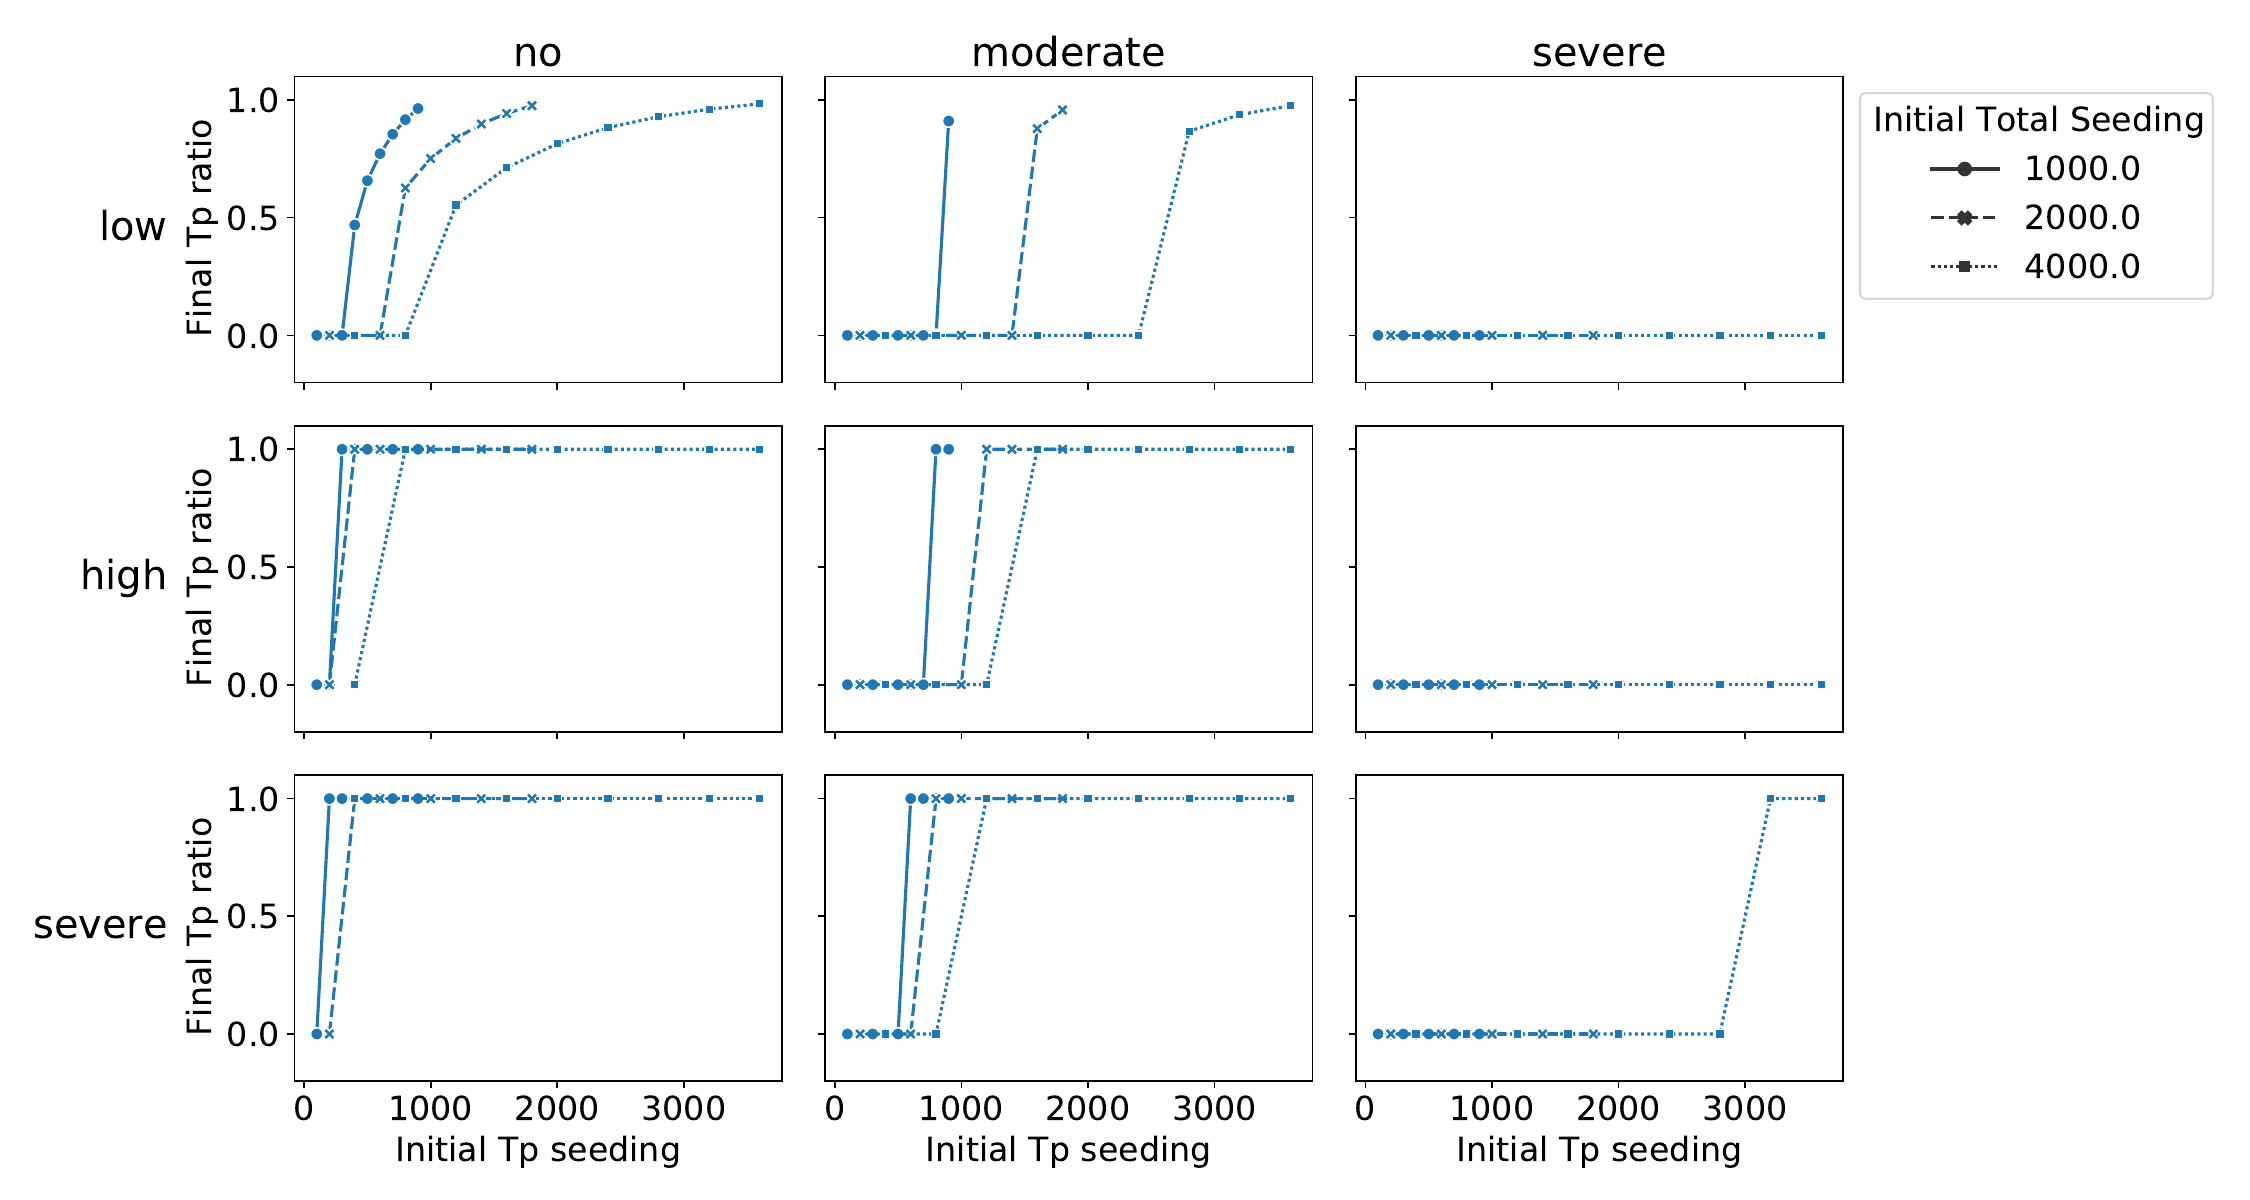 no moderate severe
Initial Total Seeding
1000.0
2000.0
4000.0
low
Final Tp ratio
1.0
0.5
0.0
high
Final Tp ratio
1.0
0.5
0.0
severe
Final Tp ratio
1.0
0.5
0.0
0 1000 2000 3000 0 1000 2000 3000 0 1000 2000 3000
Initial Tp seeding Initial Tp seeding Initial Tp seeding